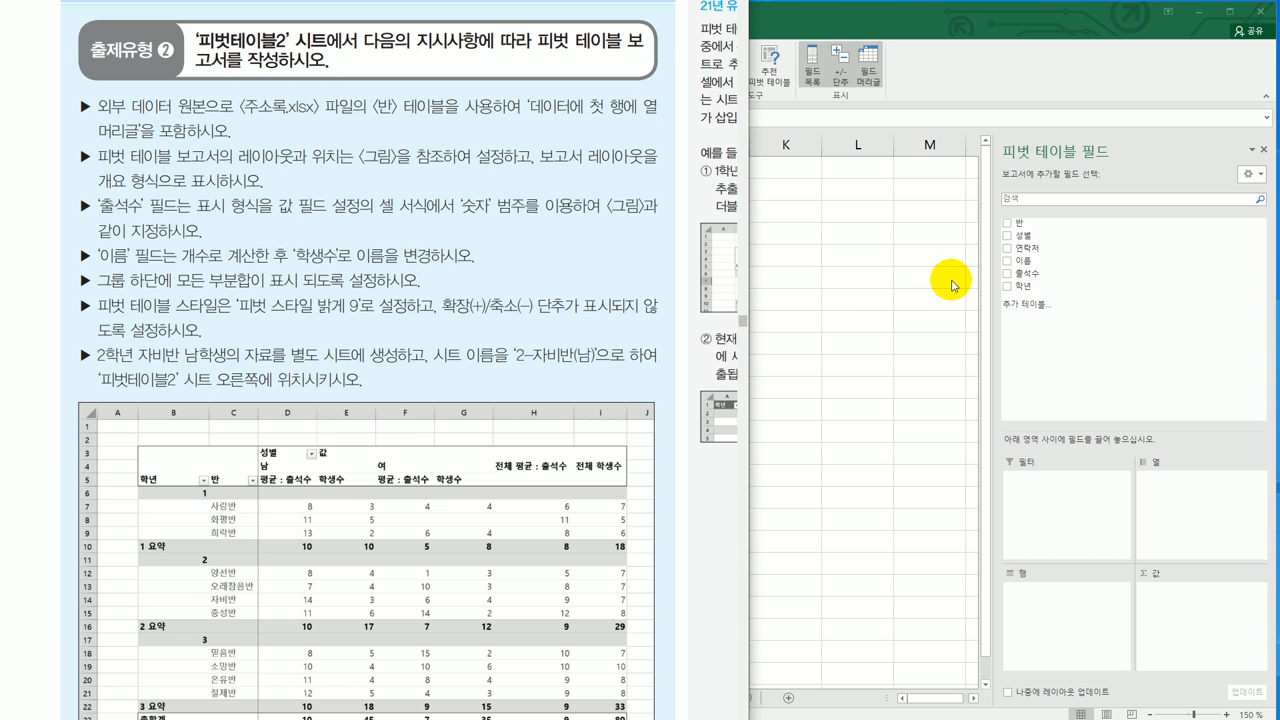 출제유형 ❷ '피벗테이블2' 시트에서 다음의 지시사항에 따라 피벗 테이블 보
고서를 작성하시오.
▶ 외부 데이터 원본으로 〈주소록.xlsx〉 파일의 〈반〉 테이블을 사용하여 '데이터에 첫 행에 열
머리글'을 포함하시오.
▶ 피벗 테이블 보고서의 레이아웃과 위치는 〈그림〉을 참조하여 설정하고, 보고서 레이아웃을
개요 형식으로 표시하시오.
▶ '출석수' 필드는 표시 형식을 값 필드 설정의 셀 서식에서 '숫자' 범주를 이용하여 〈그림〉과
같이 지정하시오.
▶ '이름' 필드는 개수로 계산한 후 '학생수'로 이름을 변경하시오.
▶ 그룹 하단에 모든 부분합이 표시 되도록 설정하시오.
▶ 피벗 테이블 스타일은 '피벗 스타일 밝게 9'로 설정하고, 확장(+)/축소(-) 단추가 표시되지 않
도록 설정하시오.
▶ 2학년 자비반 남학생의 자료를 별도 시트에 생성하고, 시트 이름을 '2-자비반(남)'으로 하여
'피벗테이블2' 시트 오른쪽에 위치시키시오.
A B C D E F G H I J
1
2
3 성별 값
4 남 여 전체 평균 : 출석수 전체 학생수
5 학년 반 평균 : 출석수 학생수 평균 : 출석수 학생수
6 1
7 사랑반 8 3 4 4 6 7
8 화평반 11 5 11 5
9 희락반 13 2 6 4 8 6
10 1 요약 10 10 5 8 8 18
11 2
12 양선반 8 4 1 3 5 7
13 오래참음반 7 4 10 3 8 7
14 자비반 14 3 6 4 9 7
15 충성반 11 6 14 2 12 8
16 2 요약 10 17 7 12 9 29
17 3
18 믿음반 8 5 15 2 10 7
19 소망반 10 4 10 6 10 10
20 온유반 11 4 8 4 9 8
21 절제반 12 5 4 3 9 8
22 3 요약 10 18 9 15 9 33
21년 유
피벗 테
중에서
트로 추
셀에서
는 시트
가 삽입
예를 들
① 1학년
추출
더블
② 현재
에 시
출됩
공유
추천
피벗 테이블
도구
필드
목록
+/-
단추
필드
머리글
표시
K L M
피벗 테이블 필드
보고서에 추가할 필드 선택:
검색
반
성별
연락처
이름
출석수
학년
추가 테이블...
아래 영역 사이에 필드를 끌어 놓으십시오.
필터
열
행
Σ 값
나중에 레이아웃 업데이트
업데이트
150 %